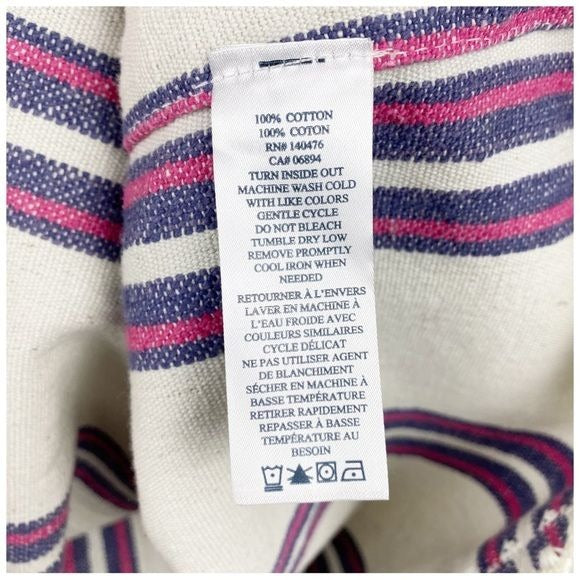 100% COTTON
100% COTON
RN# 140476
CA# 06894
TURN INSIDE OUT
MACHINE WASH COLD
WITH LIKE COLORS
GENTLE CYCLE
DO NOT BLEACH
TUMBLE DRY LOW
REMOVE PROMPTLY
COOL IRON WHEN
NEEDED
RETOURNER À L'ENVERS
LAVER EN MACHINE À
L'EAU FROIDE AVEC
COULEURS SIMILAIRES
CYCLE DÉLICAT
NE PAS UTILISER AGENT
DE BLANCHIMENT
SÉCHER EN MACHINE À
BASSE TEMPÉRATURE
RETIRER RAPIDEMENT
REPASSER À BASSE
TEMPÉRATURE AU
BESOIN